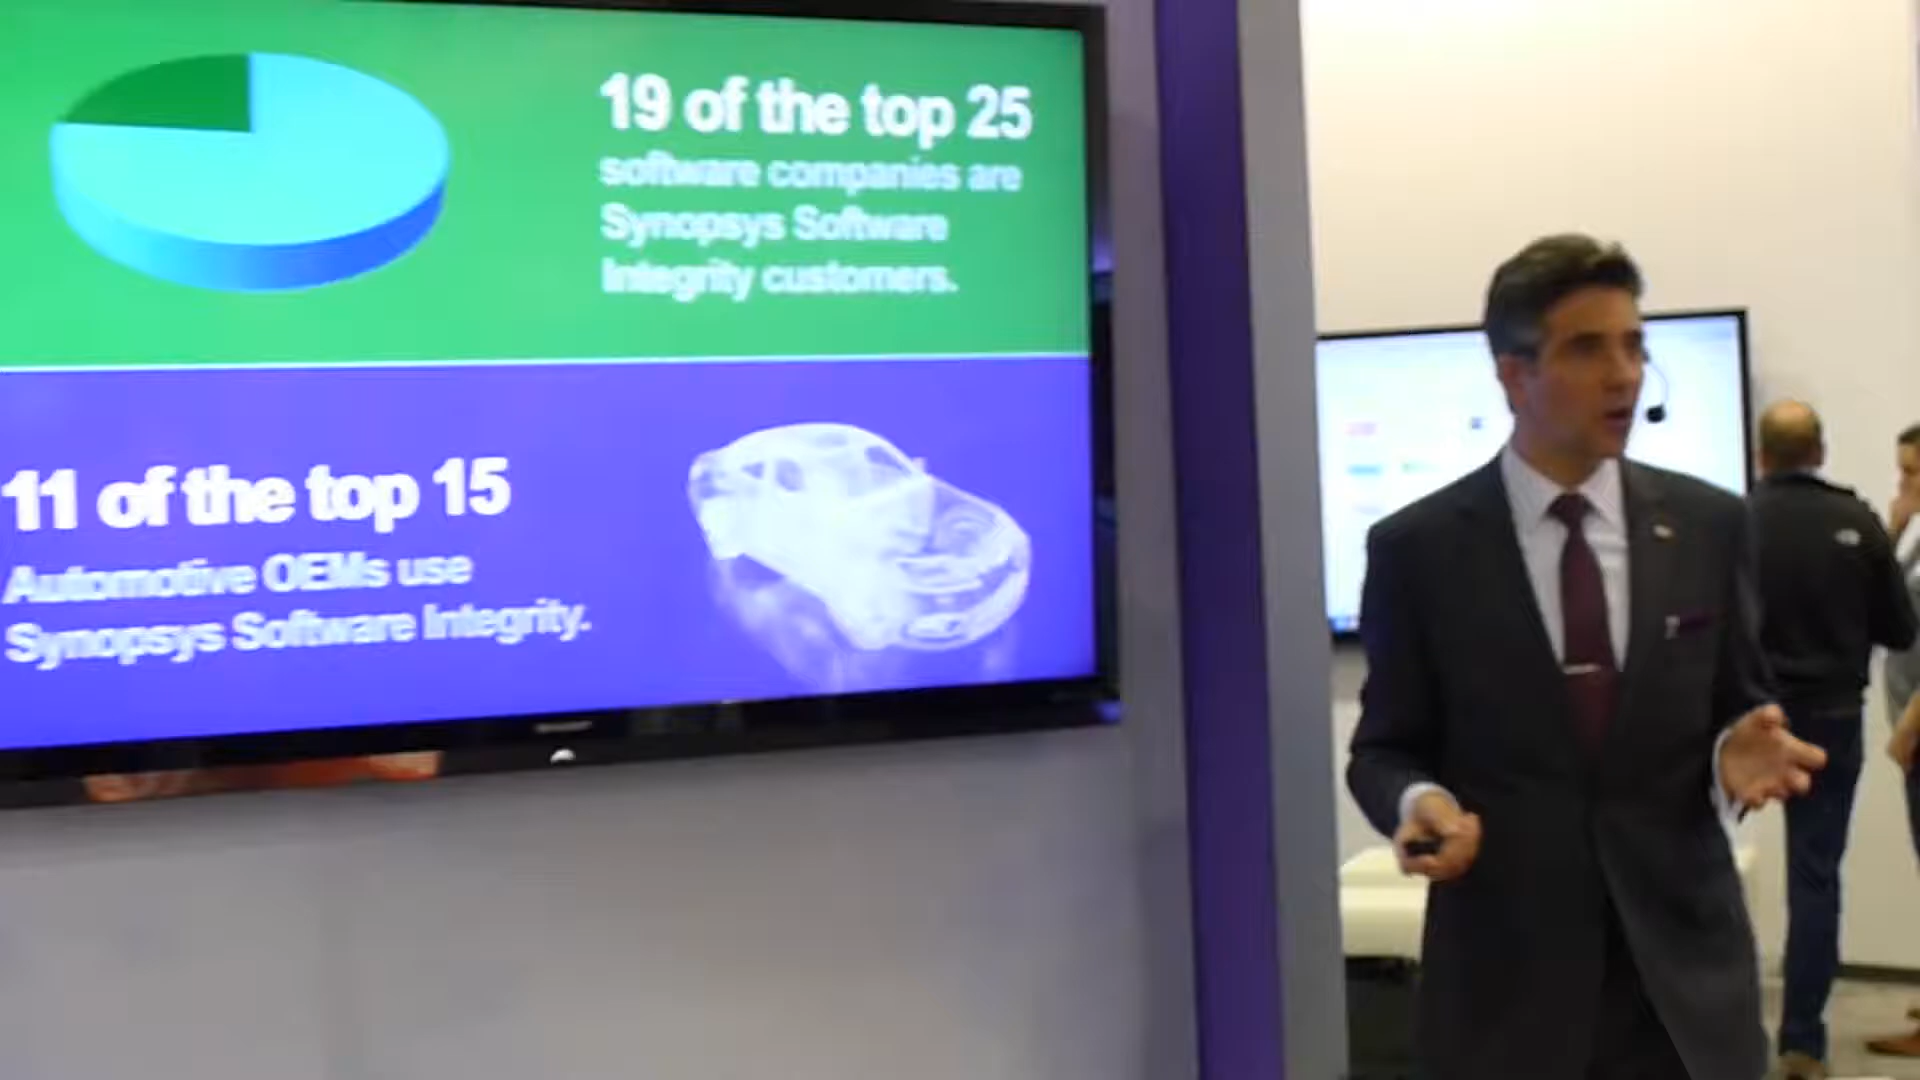 19 of the top 25
software companies are
Synopsys Software
Integrity customers.
11 of the top 15
Automotive OEMs use
Synopsys Software Integrity.